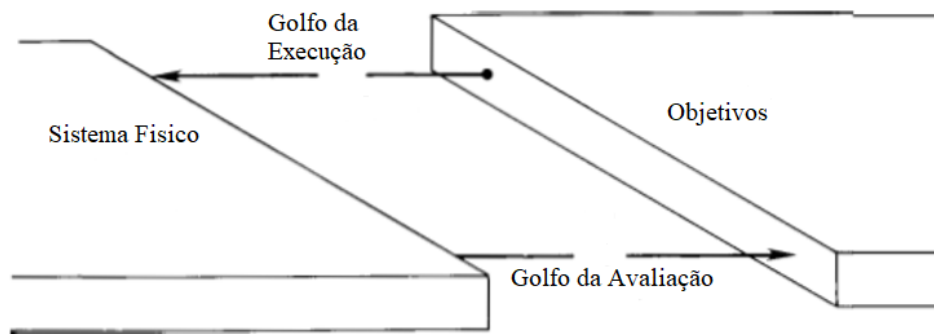 Golfo da
Execução
Objetivos
Sistema Fisico
Golfo da Avaliação